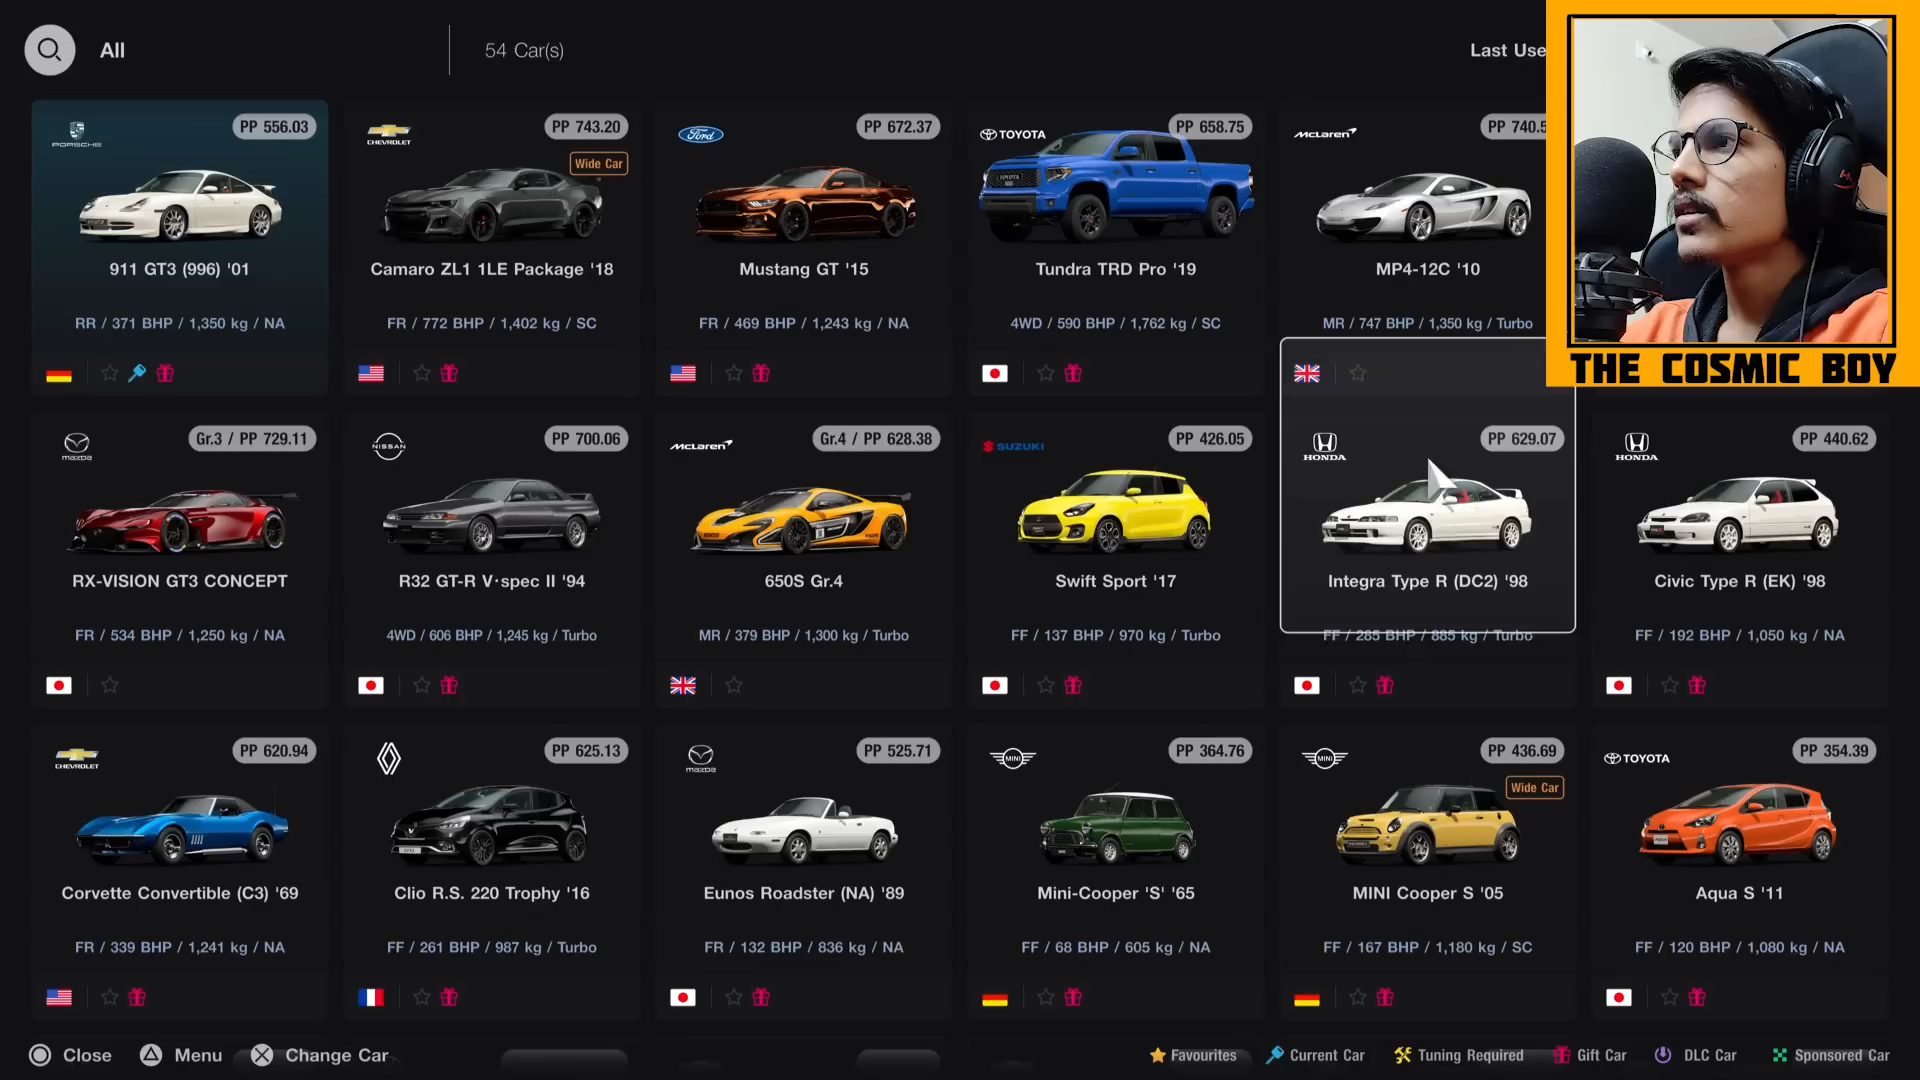 All
54 Car(s)
Last Use
PORSCHE
PP 556.03
911 GT3 (996) '01
RR / 371 BHP / 1,350 kg / NA
CHEVROLET
PP 743.20
Wide Car
Camaro ZL1 1LE Package '18
FR / 772 BHP / 1,402 kg / SC
Ford
PP 672.37
Mustang GT '15
FR / 469 BHP / 1,243 kg / NA
TOYOTA
PP 658.75
Tundra TRD Pro '19
4WD / 590 BHP / 1,762 kg / SC
McLaren
PP 740.5
MP4-12C '10
MR / 747 BHP / 1,350 kg / Turbo
THE COSMIC BOY
mazda
Gr.3 / PP 729.11
RX-VISION GT3 CONCEPT
FR / 534 BHP / 1,250 kg / NA
NISSAN
PP 700.06
R32 GT-R V·spec II '94
4WD / 606 BHP / 1,245 kg / Turbo
McLaren
Gr.4 / PP 628.38
650S Gr.4
MR / 379 BHP / 1,300 kg / Turbo
SUZUKI
PP 426.05
Swift Sport '17
FF / 137 BHP / 970 kg / Turbo
HONDA
PP 629.07
Integra Type R (DC2) '98
FF / 285 BHP / 885 kg / Turbo
HONDA
PP 440.62
Civic Type R (EK) '98
FF / 192 BHP / 1,050 kg / NA
CHEVROLET
PP 620.94
Corvette Convertible (C3) '69
FR / 339 BHP / 1,241 kg / NA
PP 625.13
Clio R.S. 220 Trophy '16
FF / 261 BHP / 987 kg / Turbo
mazda
PP 525.71
Eunos Roadster (NA) '89
FR / 132 BHP / 836 kg / NA
MINI
PP 364.76
Mini-Cooper 'S' '65
FF / 68 BHP / 605 kg / NA
MINI
PP 436.69
Wide Car
MINI Cooper S '05
FF / 167 BHP / 1,180 kg / SC
TOYOTA
PP 354.39
Aqua S '11
FF / 120 BHP / 1,080 kg / NA
Close
Menu
Change Car
Favourites
Current Car
Tuning Required
Gift Car
DLC Car
Sponsored Car